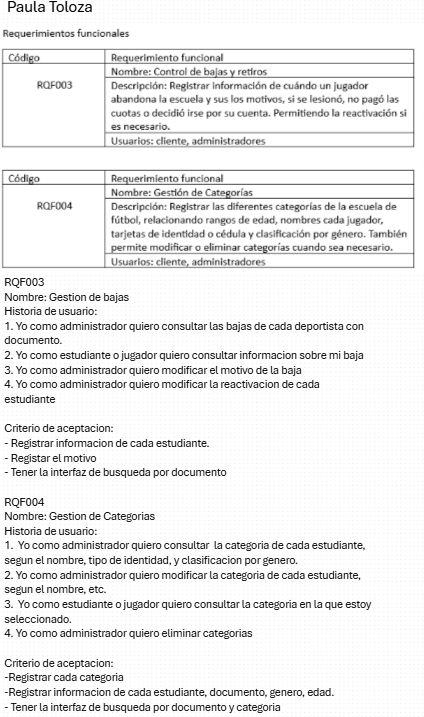 Paula Toloza
Requerimientos funcionales
Código
Requerimiento funcional
RQF003
Nombre: Control de bajas y retiros
Descripción: Registrar información de cuándo un jugador
abandona la escuela y sus los motivos, si se lesionó, no pagó las
cuotas o decidió irse por su cuenta. Permitiendo la reactivación si
es necesario.
Usuarios: cliente, administradores
Código
Requerimiento funcional
RQF004
Nombre: Gestión de Categorías
Descripción: Registrar las diferentes categorías de la escuela de
fútbol, relacionando rangos de edad, nombres cada jugador,
tarjetas de identidad o cédula y clasificación por género. También
permite modificar o eliminar categorías cuando sea necesario.
Usuarios: cliente, administradores
RQF003
Nombre: Gestion de bajas
Historia de usuario:
1. Yo como administrador quiero consultar las bajas de cada deportista con
documento.
2. Yo como estudiante o jugador quiero consultar informacion sobre mi baja
3. Yo como administrador quiero modificar el motivo de la baja
4. Yo como administrador quiero modificar la reactivacion de cada
estudiante
Criterio de aceptacion:
- Registrar informacion de cada estudiante.
- Registar el motivo
- Tener la interfaz de busqueda por documento
RQF004
Nombre: Gestion de Categorias
Historia de usuario:
1. Yo como administrador quiero consultar la categoria de cada estudiante,
segun el nombre, tipo de identidad, y clasificacion por genero.
2. Yo como administrador quiero modificar la categoria de cada estudiante,
segun el nombre, etc.
3. Yo como estudiante o jugador quiero consultar la categoria en la que estoy
seleccionado.
4. Yo como administrador quiero eliminar categorias
Criterio de aceptacion:
-Registrar cada categoria
-Registrar informacion de cada estudiante, documento, genero, edad.
- Tener la interfaz de busqueda por documento y categoria